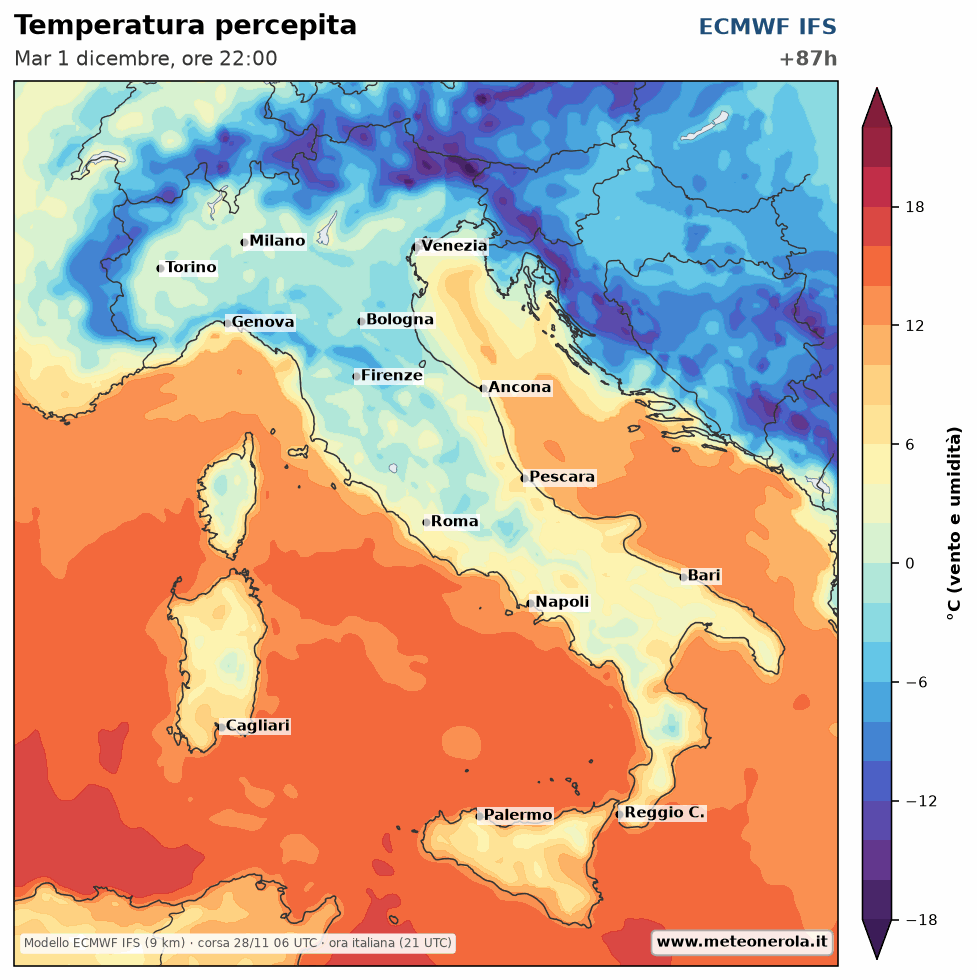 Temperatura percepita
ECMWF IFS
Mar 1 dicembre, ore 22:00
+87h
Milano
Venezia
Torino
Genova
Bologna
Firenze
Ancona
Pescara
Roma
Bari
Napoli
Cagliari
Palermo
Reggio C.
18
12
6
0
−6
−12
−18
°C (vento e umidità)
Modello ECMWF IFS (9 km) · corsa 28/11 06 UTC · ora italiana (21 UTC)
www.meteonerola.it